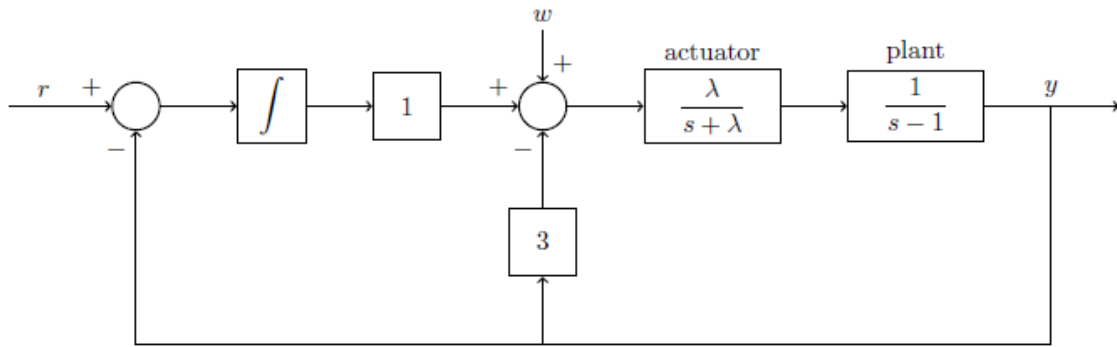 w
+
actuator
plant
r
+
∫
1
+
λ
s + λ
1
s − 1
y
−
−
3